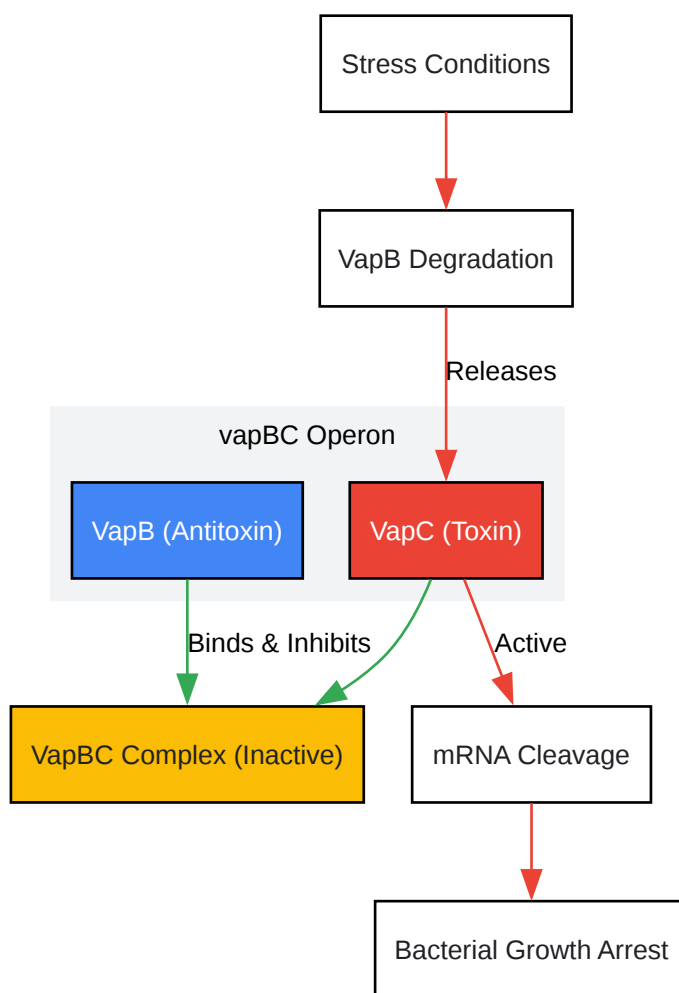 Stress Conditions
VapB Degradation
Releases
vapBC Operon
VapB (Antitoxin)
VapC (Toxin)
Binds & Inhibits
Active
VapBC Complex (Inactive)
mRNA Cleavage
Bacterial Growth Arrest